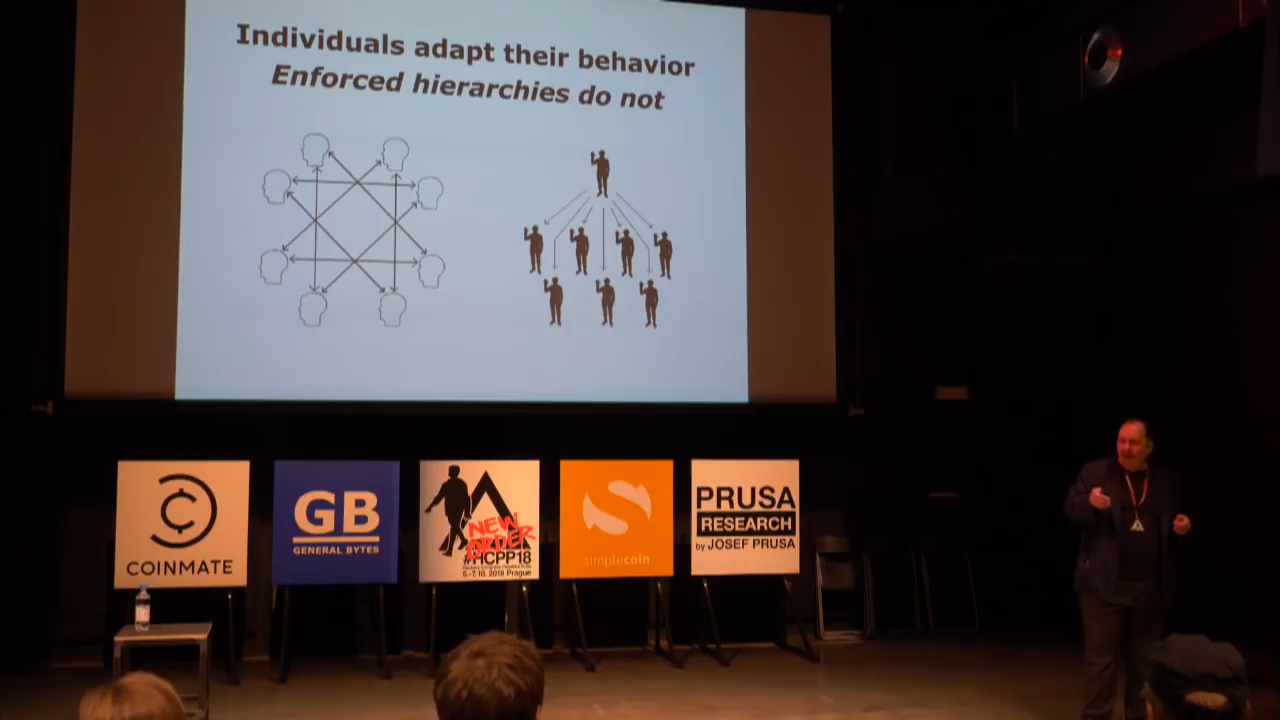 Individuals adapt their behavior
Enforced hierarchies do not
COINMATE
GB
GENERAL BYTES
NEW
ORDER
#HCPP18
5.-7. 10. 2018 Prague
simplecoin
PRUSA
RESEARCH
by JOSEF PRUSA